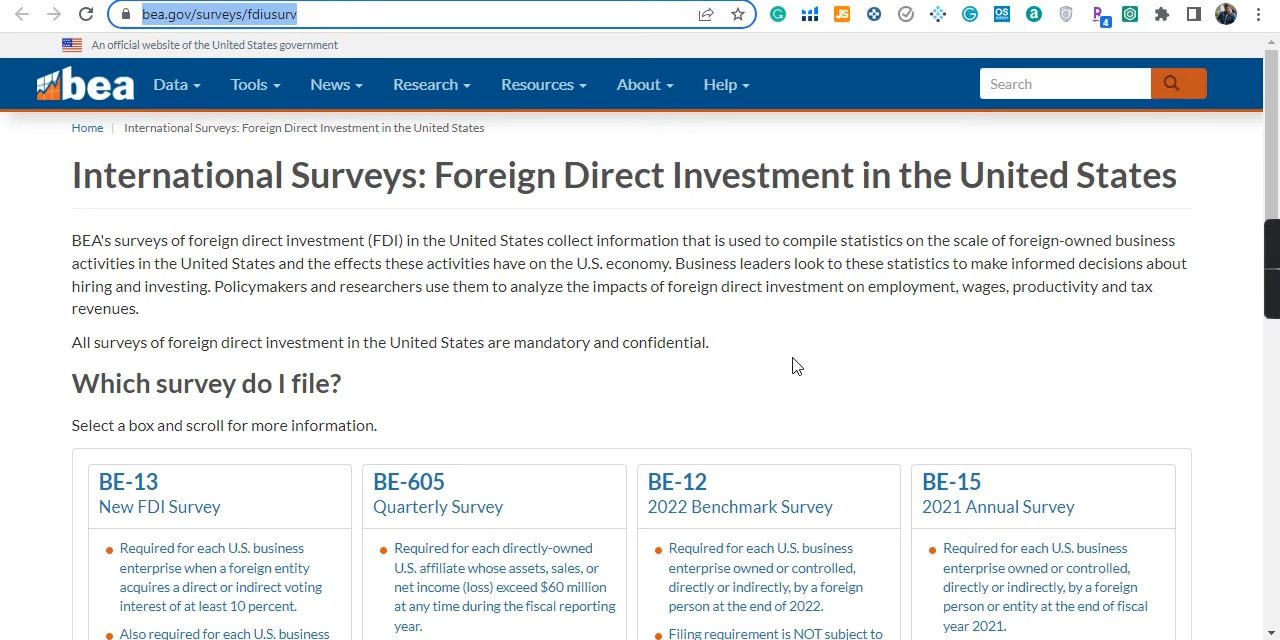 bea.gov/surveys/fdiusurv
An official website of the United States government
bea
Data Tools News Research Resources About Help Search
Home | International Surveys: Foreign Direct Investment in the United States
International Surveys: Foreign Direct Investment in the United States
BEA's surveys of foreign direct investment (FDI) in the United States collect information that is used to compile statistics on the scale of foreign-owned business
activities in the United States and the effects these activities have on the U.S. economy. Business leaders look to these statistics to make informed decisions about
hiring and investing. Policymakers and researchers use them to analyze the impacts of foreign direct investment on employment, wages, productivity and tax
revenues.
All surveys of foreign direct investment in the United States are mandatory and confidential.
Which survey do I file?
Select a box and scroll for more information.
BE-13
New FDI Survey
Required for each U.S. business
enterprise when a foreign entity
acquires a direct or indirect voting
interest of at least 10 percent.
Also required for each U.S. business
BE-605
Quarterly Survey
Required for each directly-owned
U.S. affiliate whose assets, sales, or
net income (loss) exceed $60 million
at any time during the fiscal reporting
year.
BE-12
2022 Benchmark Survey
Required for each U.S. business
enterprise owned or controlled,
directly or indirectly, by a foreign
person at the end of 2022.
Filing requirement is NOT subject to
BE-15
2021 Annual Survey
Required for each U.S. business
enterprise owned or controlled,
directly or indirectly, by a foreign
person or entity at the end of fiscal
year 2021.